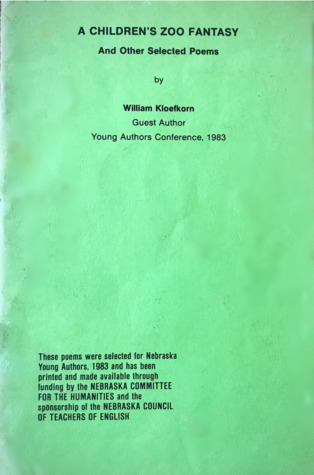 A CHILDREN'S ZOO FANTASY
And Other Selected Poems
by
William Kloefkorn
Guest Author
Young Authors Conference, 1983
These poems were selected for Nebraska
Young Authors, 1983 and has been
printed and made available through
funding by the NEBRASKA COMMITTEE
FOR THE HUMANITIES and the
sponsorship of the NEBRASKA COUNCIL
OF TEACHERS OF ENGLISH